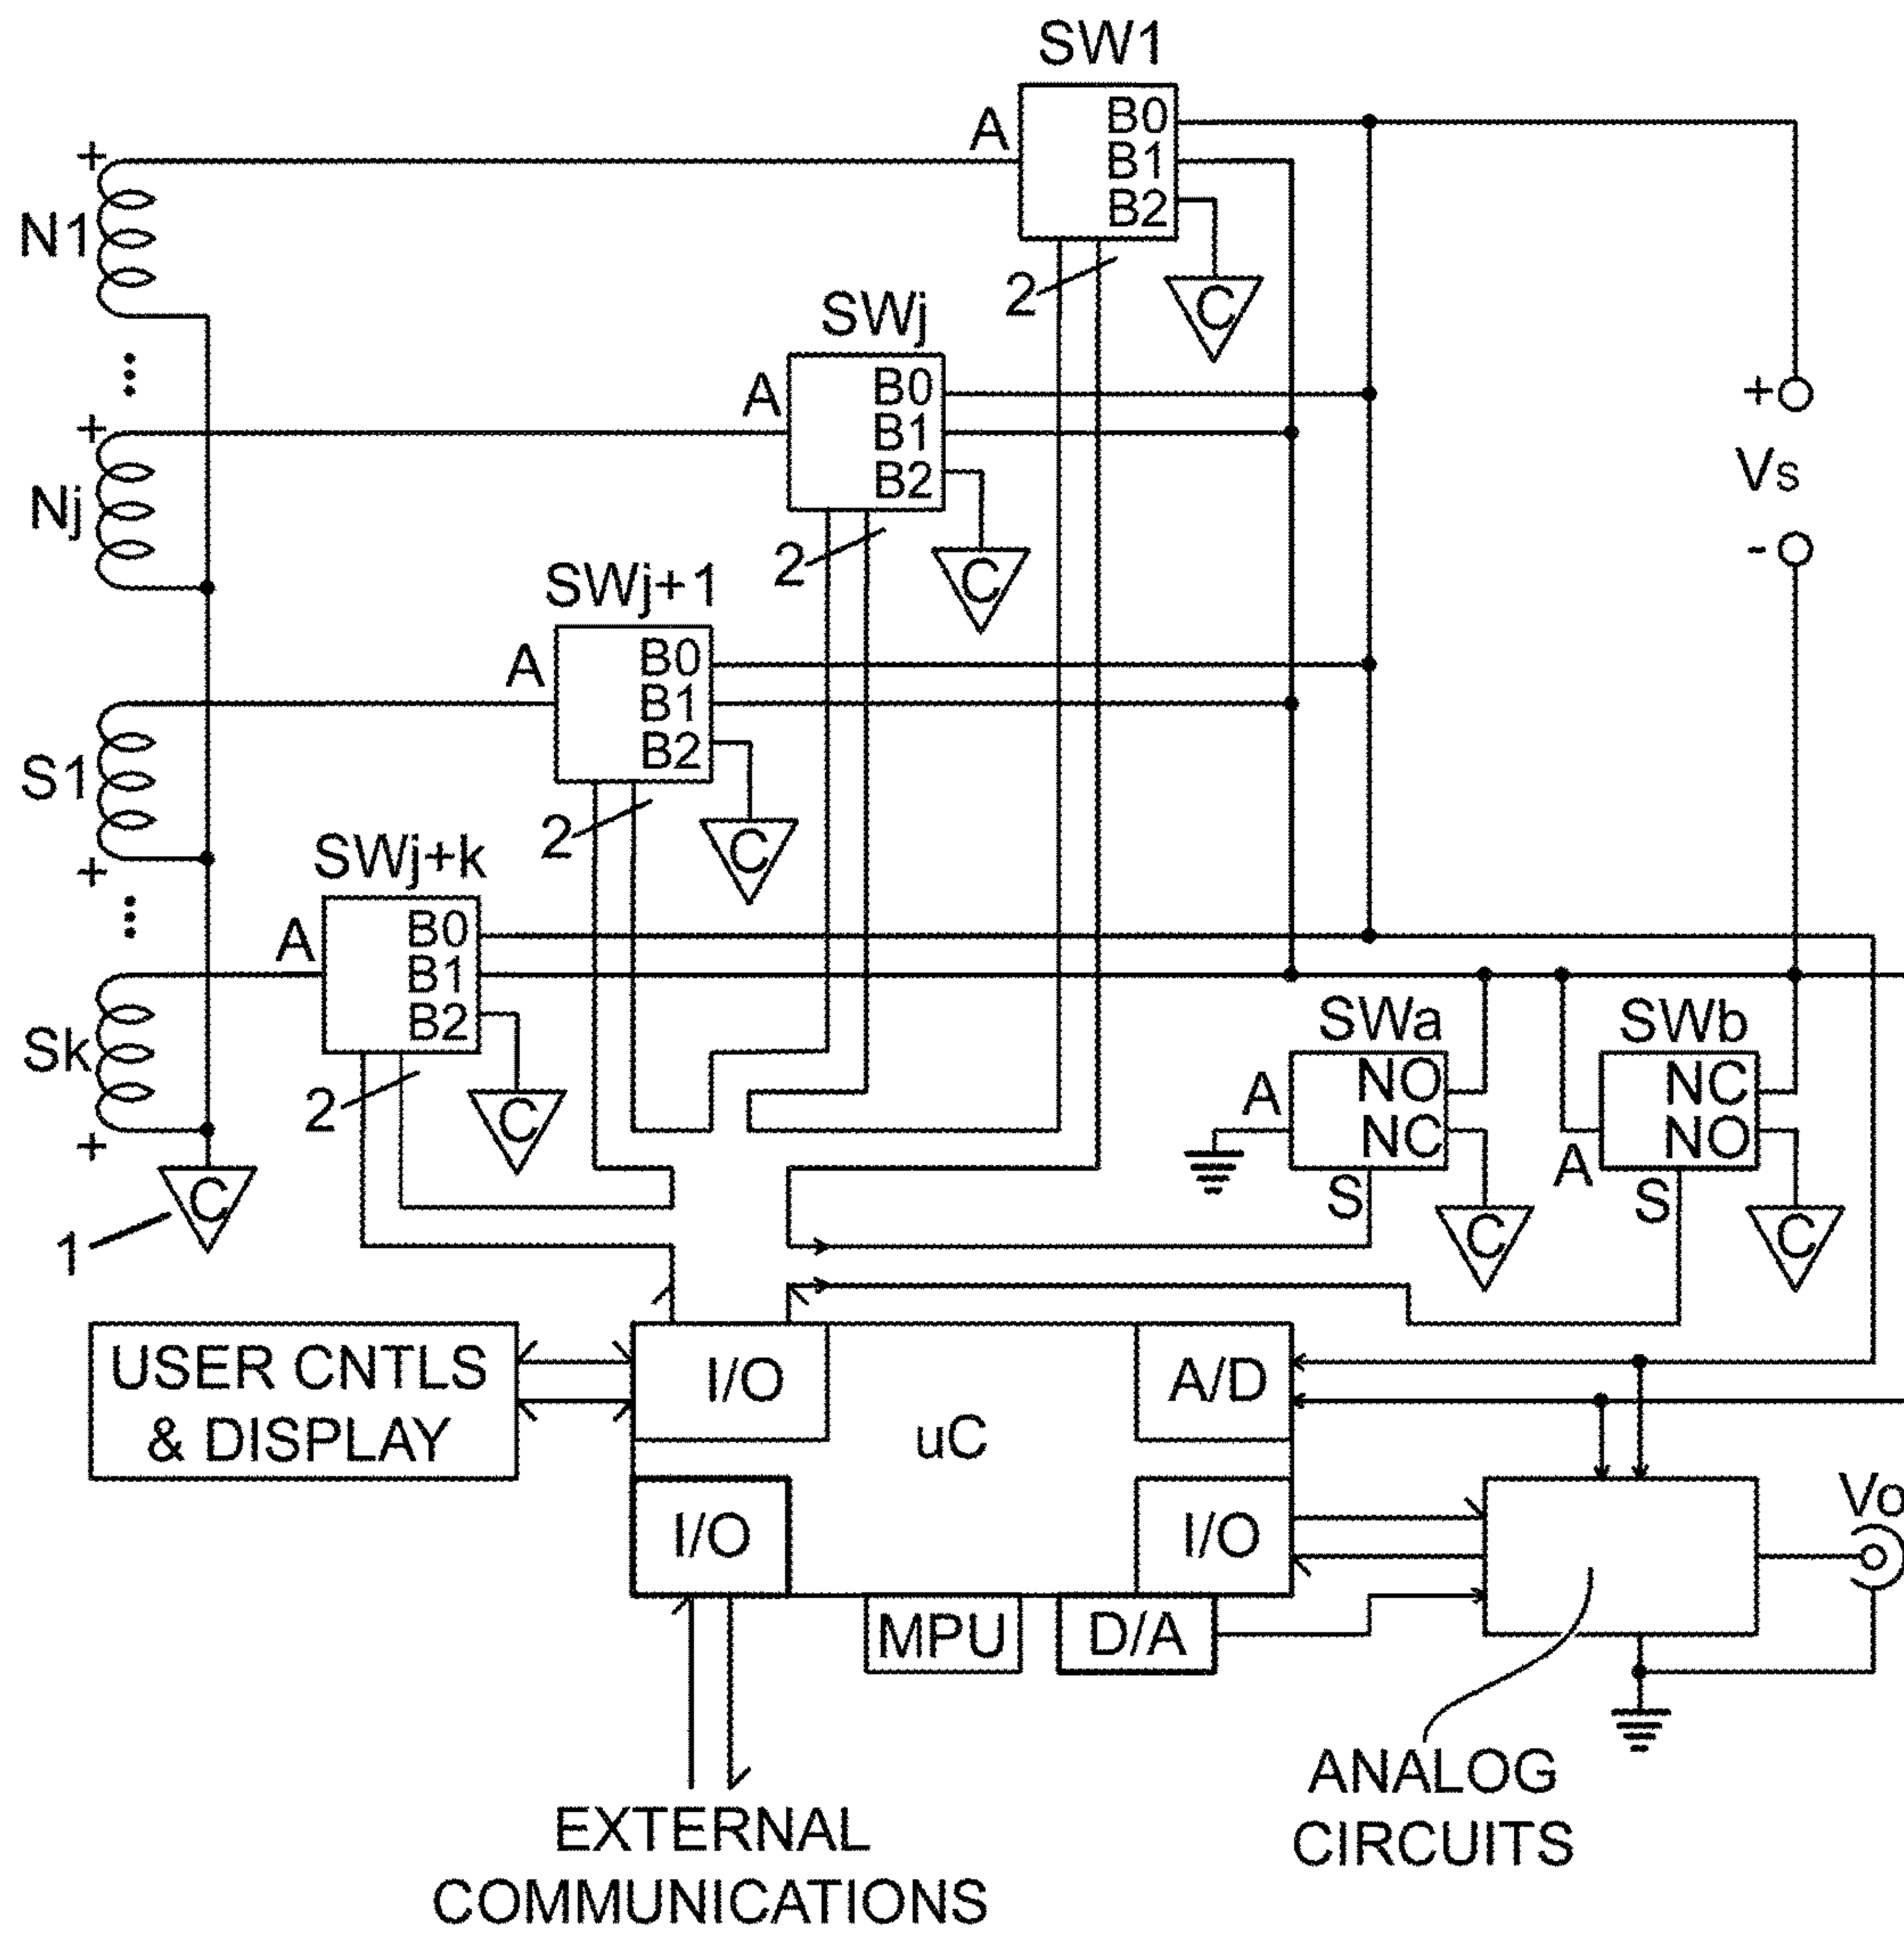 SW1
A
B0
B1
B2
+
N1
2
C
SWj
A
B0
B1
B2
+
Nj
2
C
+
Vs
-
SWj+1
A
B0
B1
B2
S1
+
2
C
SWj+k
A
B0
B1
B2
Sk
+
2
C
C
1
SWa
NO
NC
A
S
C
SWb
NC
NO
A
S
C
USER CNTLS
& DISPLAY
I/O
uC
A/D
I/O
I/O
MPU
D/A
Vo
ANALOG
CIRCUITS
EXTERNAL
COMMUNICATIONS